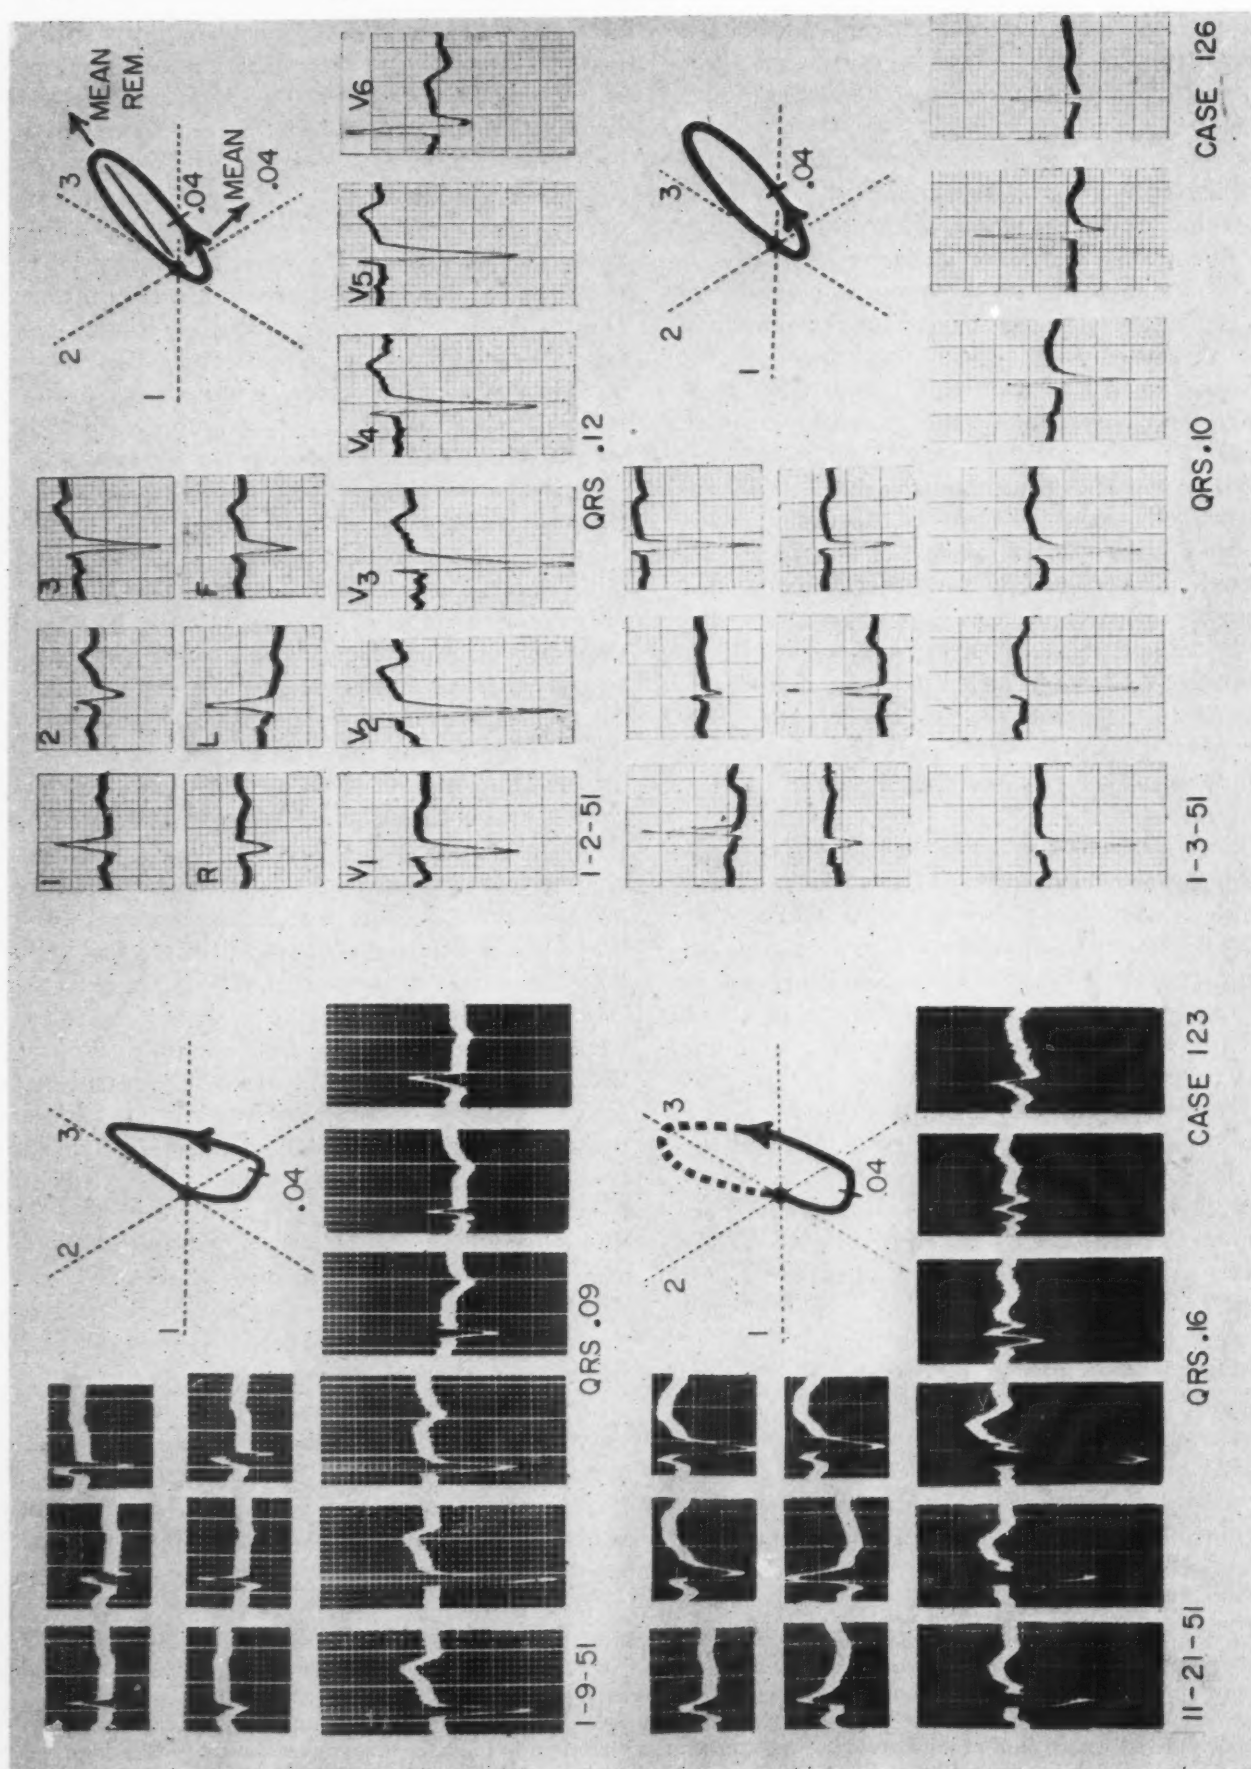 2 3
1
.04
1-9-51 QRS .09
2 3
1
.04
11-21-51 QRS .16 CASE 123
1 2 3
R L F
2 3 MEAN
REM.
1
.04
MEAN
.04
V1 V2 V3 V4 V5 V6
1-2-51 QRS .12
2 3
1
.04
1-3-51 QRS .10 CASE 126